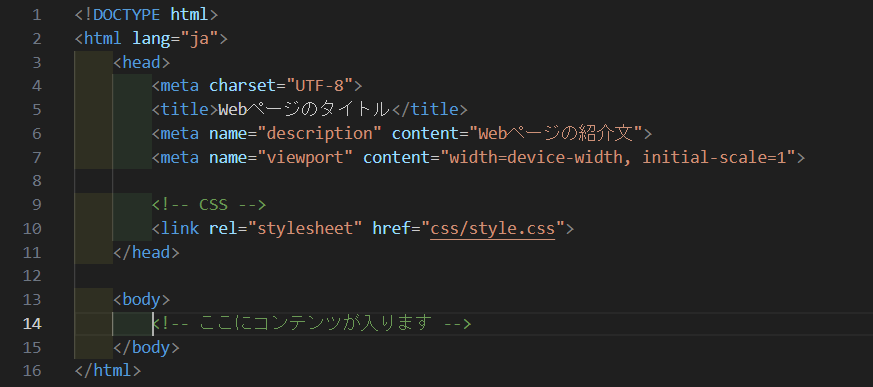 1 <!DOCTYPE html>
2 <html lang="ja">
3 <head>
4 <meta charset="UTF-8">
5 <title>Webページのタイトル</title>
6 <meta name="description" content="Webページの紹介文">
7 <meta name="viewport" content="width=device-width, initial-scale=1">
8
9 <!-- CSS -->
10 <link rel="stylesheet" href="css/style.css">
11 </head>
12
13 <body>
14 <!-- ここにコンテンツが入ります -->
15 </body>
16 </html>